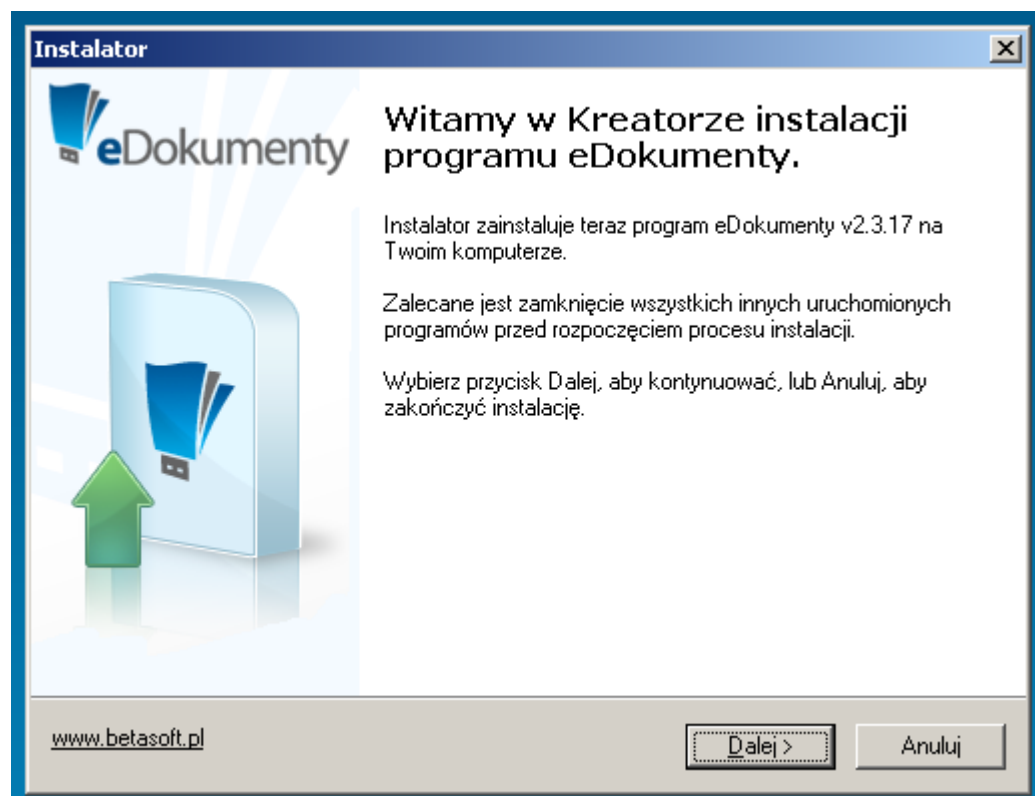 Instalator
eDokumenty
Witamy w Kreatorze instalacji
programu eDokumenty.
Instalator zainstaluje teraz program eDokumenty v2.3.17 na
Twoim komputerze.
Zalecane jest zamknięcie wszystkich innych uruchomionych
programów przed rozpoczęciem procesu instalacji.
Wybierz przycisk Dalej, aby kontynuować, lub Anuluj, aby
zakończyć instalację.
www.betasoft.pl
Dalej >
Anuluj